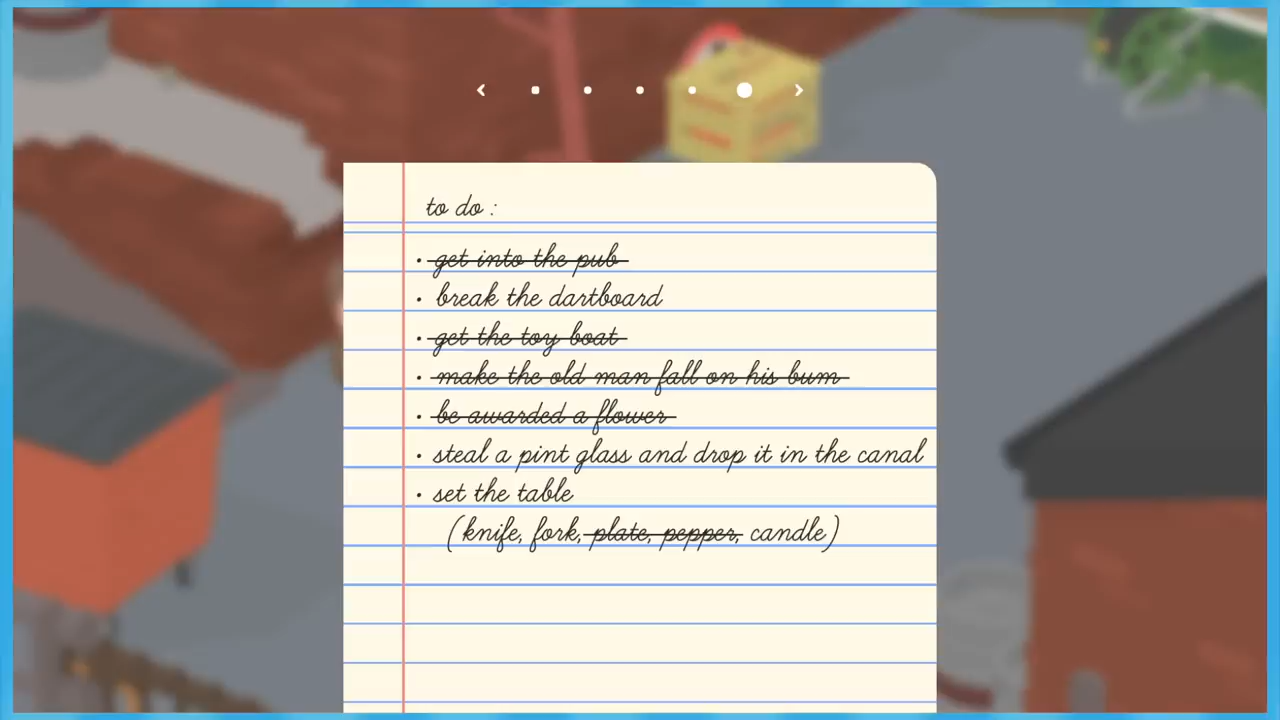 to do :
• get into the pub
• break the dartboard
• get the toy boat
• make the old man fall on his bum
• be awarded a flower
• steal a pint glass and drop it in the canal
• set the table
(knife, fork, plate, pepper, candle)